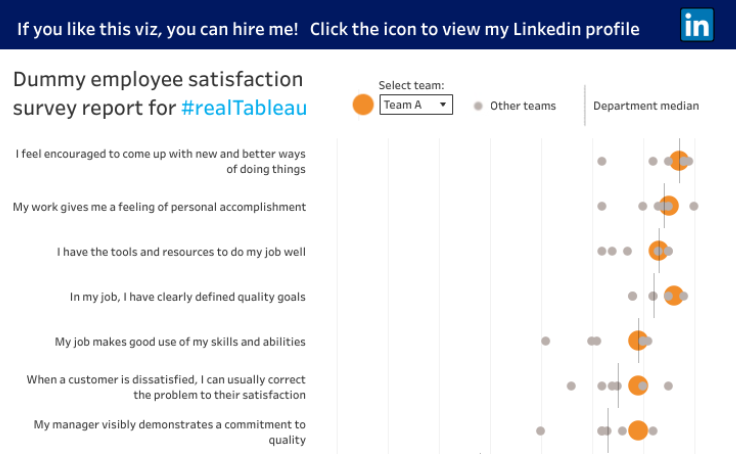 If you like this viz, you can hire me! Click the icon to view my Linkedin profile
in
Dummy employee satisfaction
survey report for #realTableau
Select team:
Team A
Other teams
Department median
I feel encouraged to come up with new and better ways
of doing things
My work gives me a feeling of personal accomplishment
I have the tools and resources to do my job well
In my job, I have clearly defined quality goals
My job makes good use of my skills and abilities
When a customer is dissatisfied, I can usually correct
the problem to their satisfaction
My manager visibly demonstrates a commitment to
quality